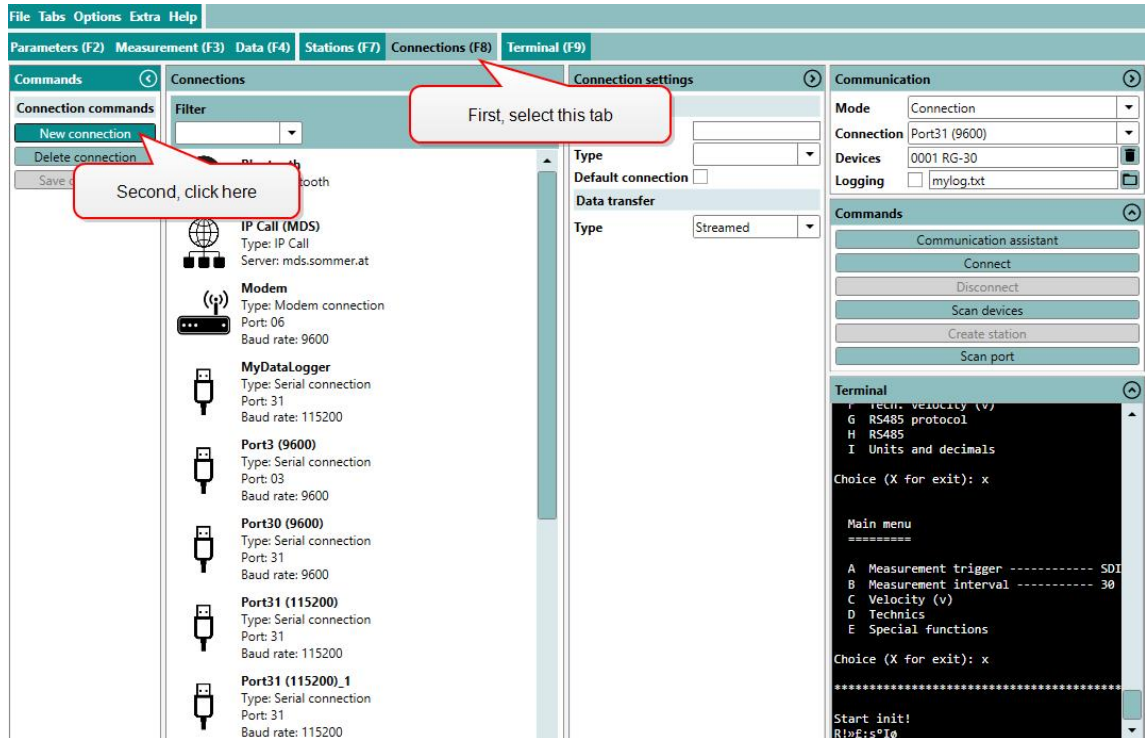 File Tabs Options Extra Help
Parameters (F2) Measurement (F3) Data (F4) Stations (F7) Connections (F8) Terminal (F9)
First, select this tab
Commands
Connection commands
New connection
Delete connection
Save
Second, click here
Connections
Filter
IP Call (MDS)
Type: IP Call
Server: mds.sommer.at
Modem
Type: Modem connection
Port: 06
Baud rate: 9600
MyDataLogger
Type: Serial connection
Port: 31
Baud rate: 115200
Port3 (9600)
Type: Serial connection
Port: 03
Baud rate: 9600
Port30 (9600)
Type: Serial connection
Port: 31
Baud rate: 9600
Port31 (115200)
Type: Serial connection
Port: 31
Baud rate: 115200
Port31 (115200)_1
Type: Serial connection
Port: 31
Baud rate: 115200
Connection settings
Type
Default connection
Data transfer
Type Streamed
Communication
Mode Connection
Connection Port31 (9600)
Devices 0001 RG-30
Logging mylog.txt
Commands
Communication assistant
Connect
Disconnect
Scan devices
Create station
Scan port
Terminal
F Tech. velocity (v)
G RS485 protocol
H RS485
I Units and decimals
Choice (X for exit): x
Main menu
=========
A Measurement trigger ------------ SDI
B Measurement interval ----------- 30
C Velocity (v)
D Technics
E Special functions
Choice (X for exit): x
*****************************************
Start init!